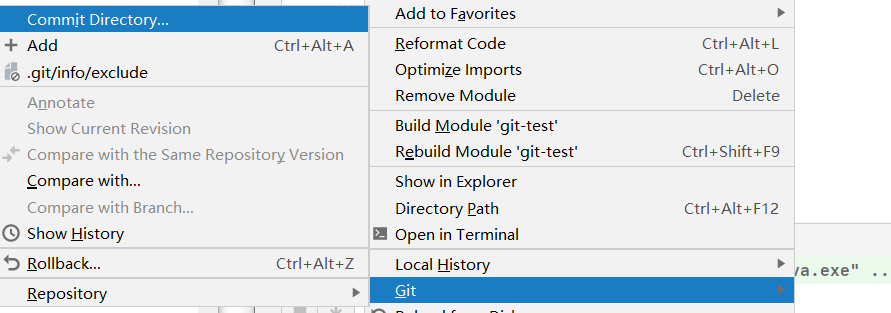 Commit Directory...
Add Ctrl+Alt+A
.git/info/exclude
Annotate
Show Current Revision
Compare with the Same Repository Version
Compare with...
Compare with Branch...
Show History
Rollback... Ctrl+Alt+Z
Repository
Add to Favorites
Reformat Code Ctrl+Alt+L
Optimize Imports Ctrl+Alt+O
Remove Module Delete
Build Module 'git-test'
Rebuild Module 'git-test' Ctrl+Shift+F9
Show in Explorer
Directory Path Ctrl+Alt+F12
Open in Terminal
Local History
Git
va.exe" ..